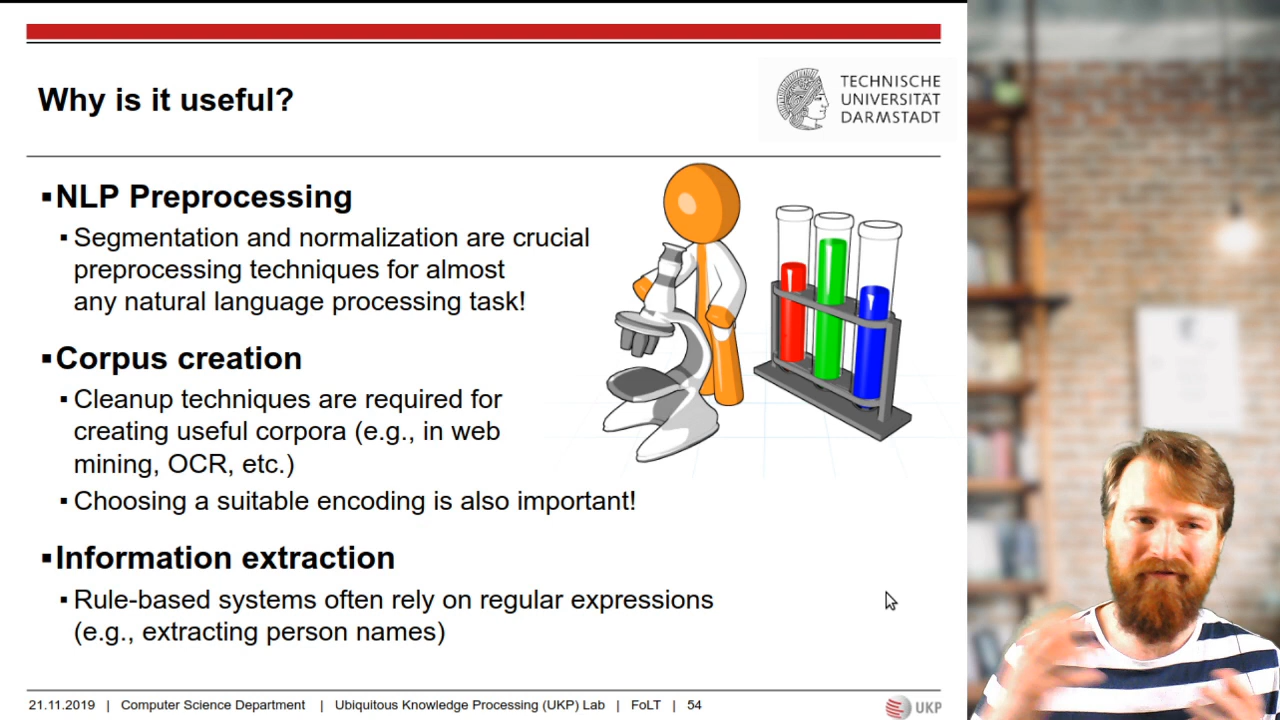 Why is it useful?
TECHNISCHE
UNIVERSITÄT
DARMSTADT
▪NLP Preprocessing
▪Segmentation and normalization are crucial
preprocessing techniques for almost
any natural language processing task!
▪Corpus creation
▪Cleanup techniques are required for
creating useful corpora (e.g., in web
mining, OCR, etc.)
▪Choosing a suitable encoding is also important!
▪Information extraction
▪Rule-based systems often rely on regular expressions
(e.g., extracting person names)
21.11.2019 | Computer Science Department | Ubiquitous Knowledge Processing (UKP) Lab | FoLT | 54
UKP